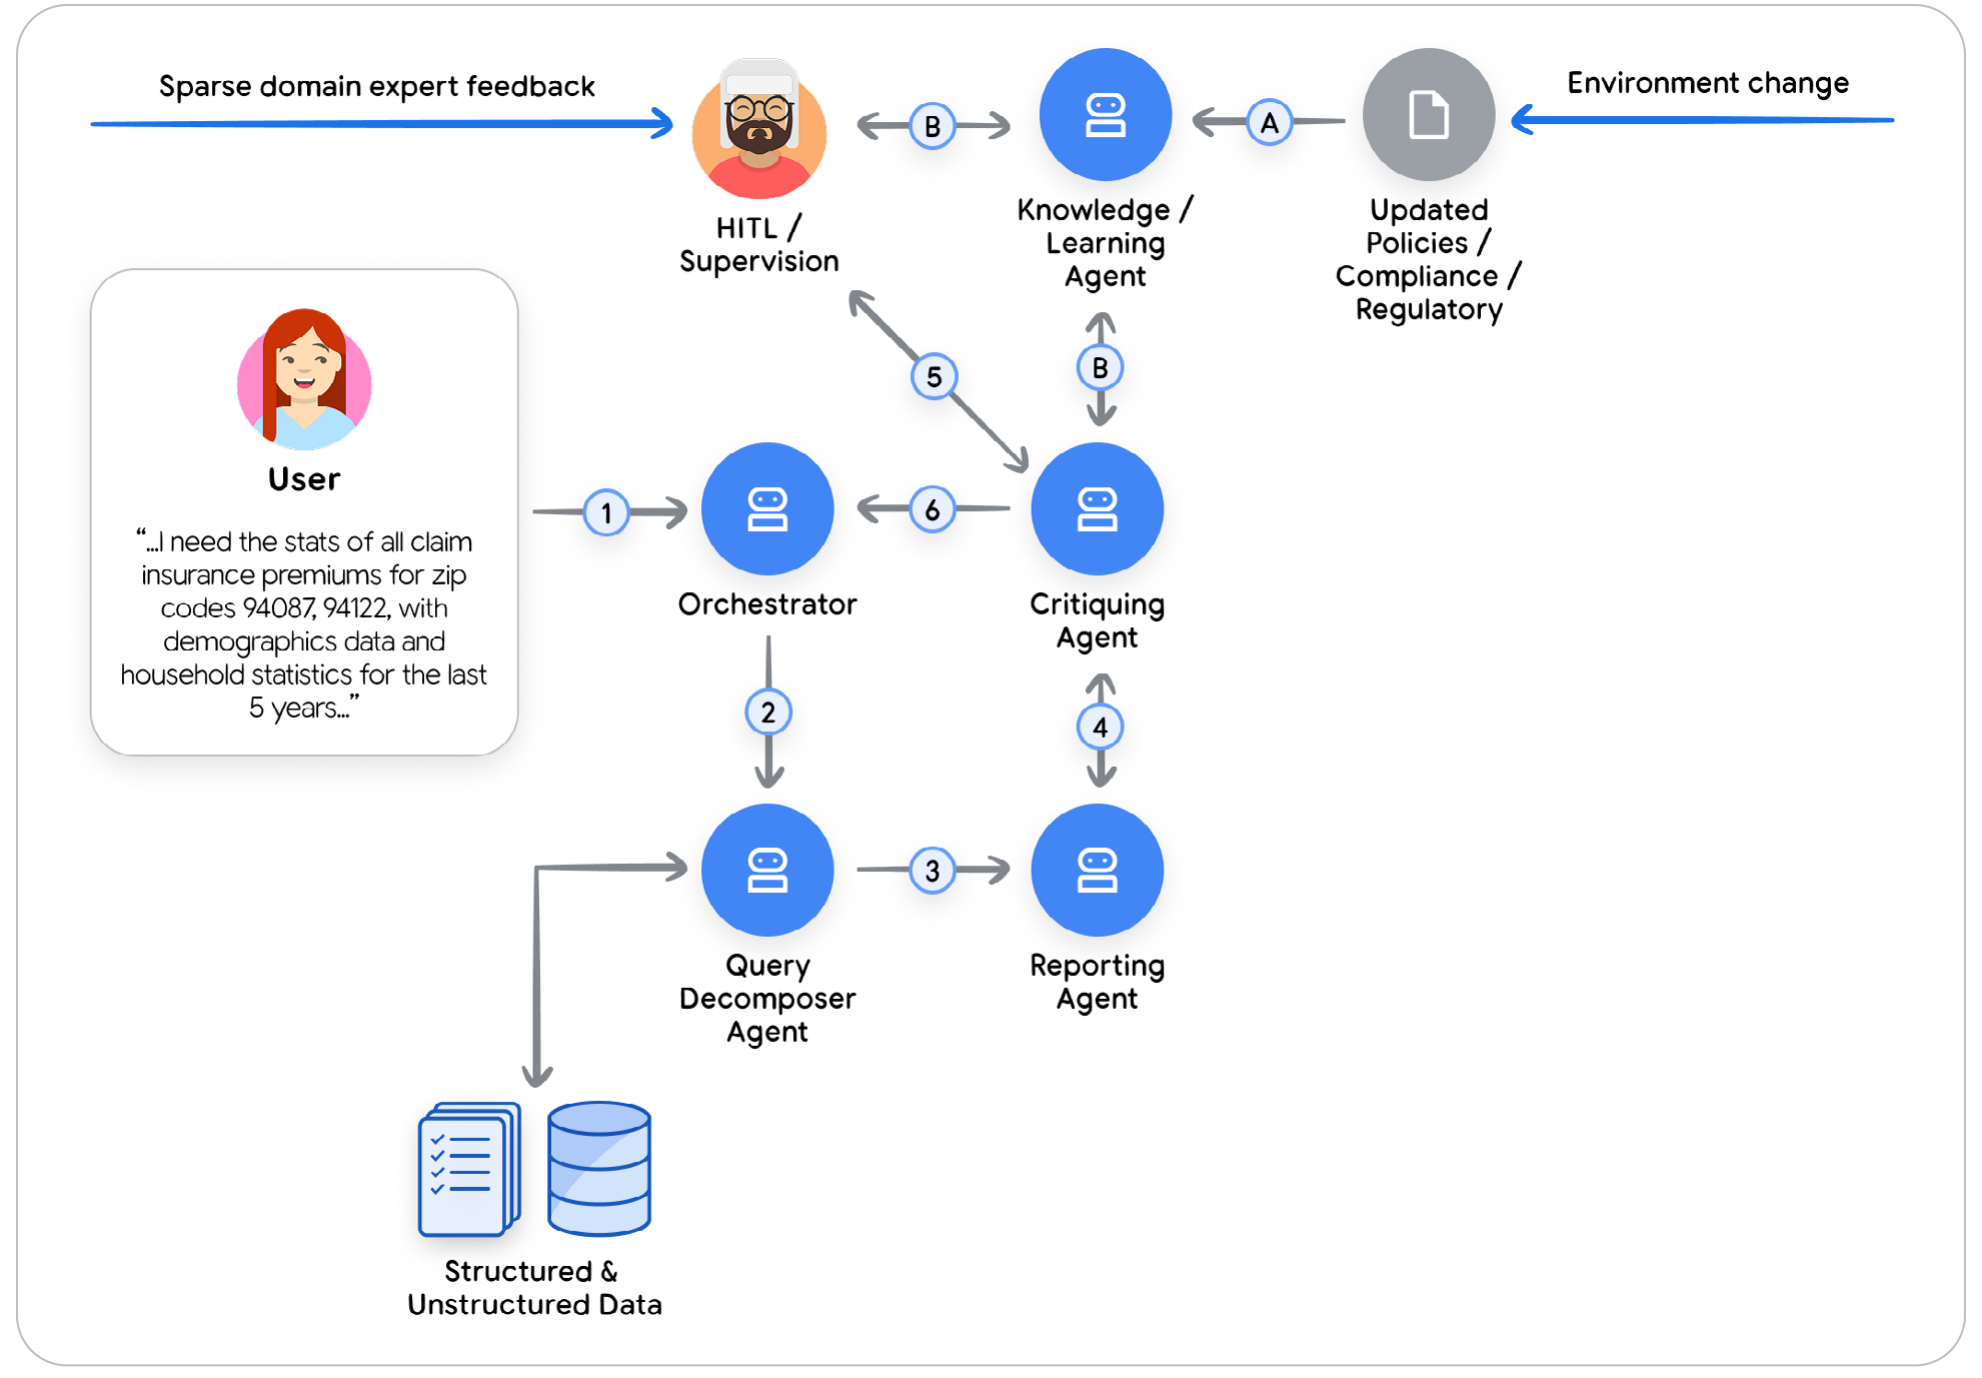 Sparse domain expert feedback
Environment change
B
A
HITL /
Supervision
Knowledge /
Learning
Agent
Updated
Policies /
Compliance /
Regulatory
5
B
User
“...I need the stats of all claim
insurance premiums for zip
codes 94087, 94122, with
demographics data and
household statistics for the last
5 years...”
1
6
Orchestrator
Critiquing
Agent
2
4
3
Query
Decomposer
Agent
Reporting
Agent
Structured &
Unstructured Data